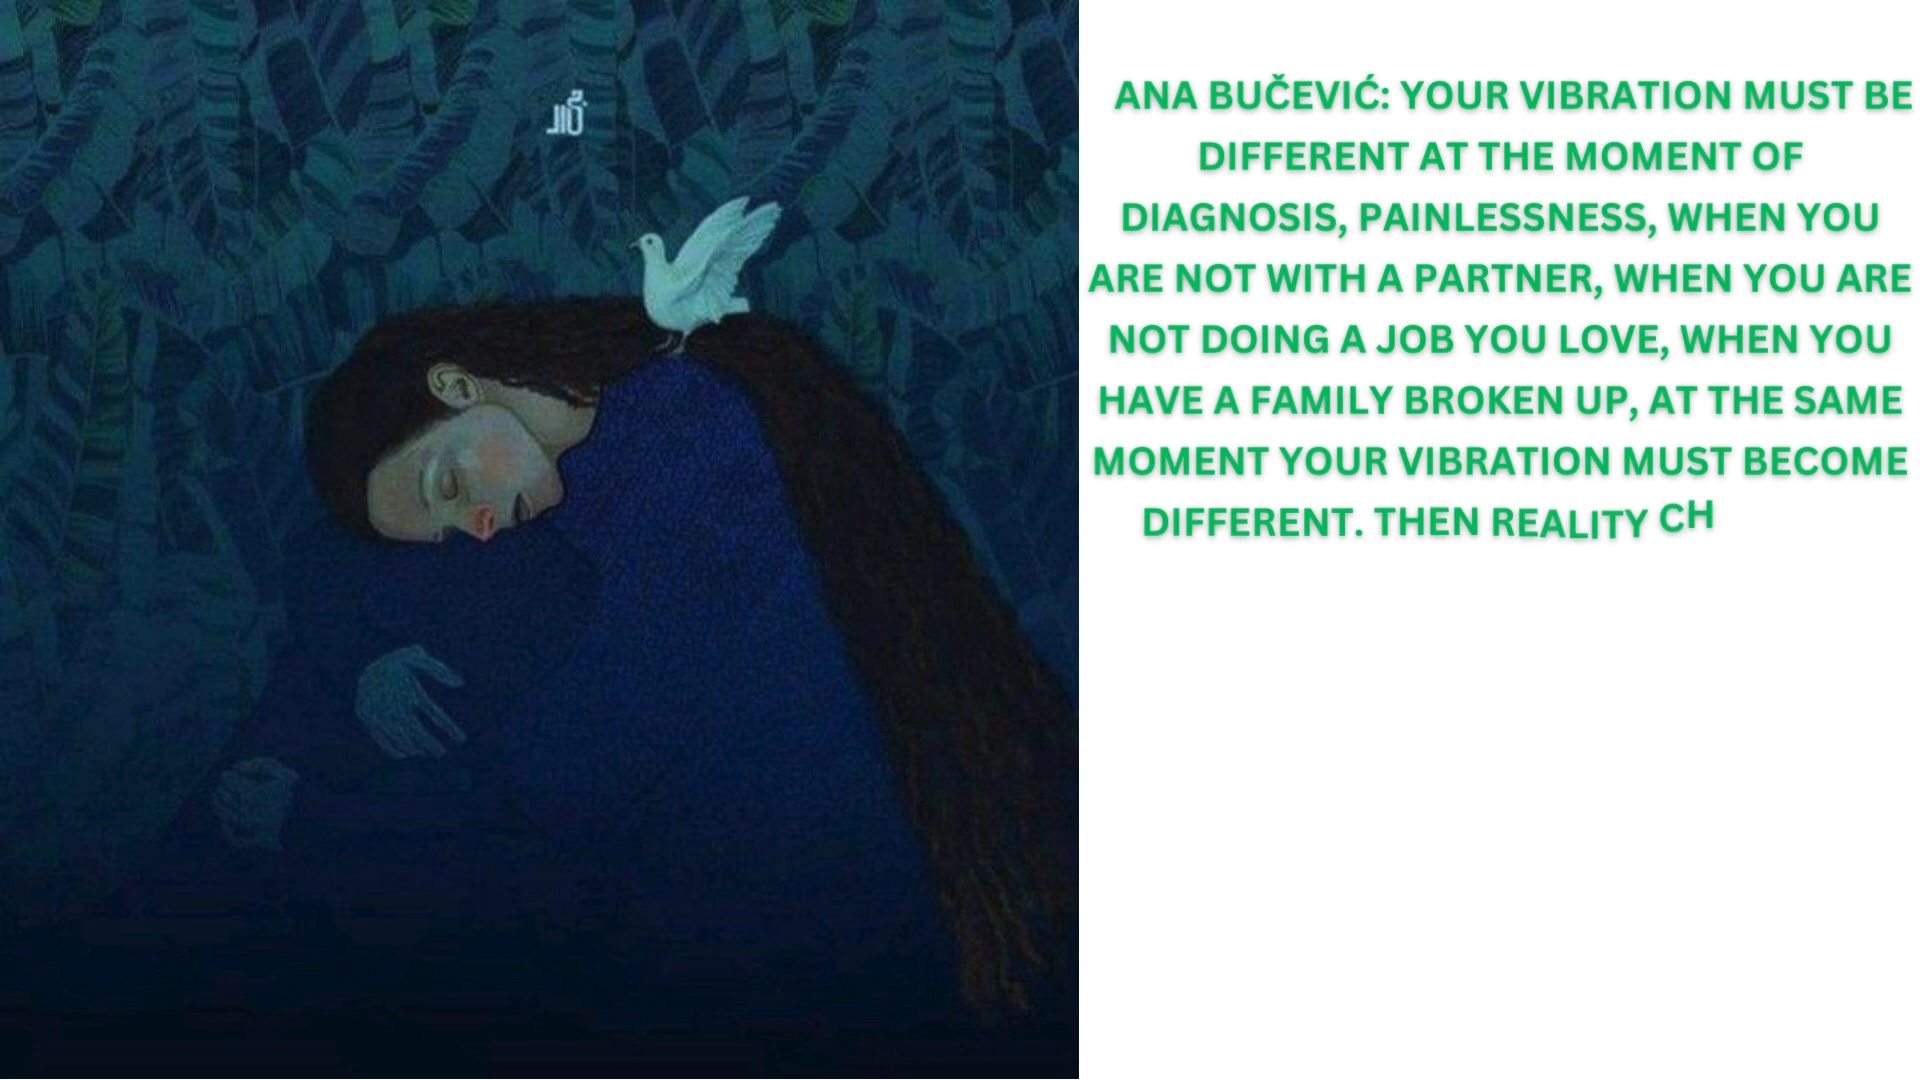 ANA BUČEVIĆ: YOUR VIBRATION MUST BE
DIFFERENT AT THE MOMENT OF
DIAGNOSIS, PAINLESSNESS, WHEN YOU
ARE NOT WITH A PARTNER, WHEN YOU ARE
NOT DOING A JOB YOU LOVE, WHEN YOU
HAVE A FAMILY BROKEN UP, AT THE SAME
MOMENT YOUR VIBRATION MUST BECOME
DIFFERENT. THEN REALITY CH